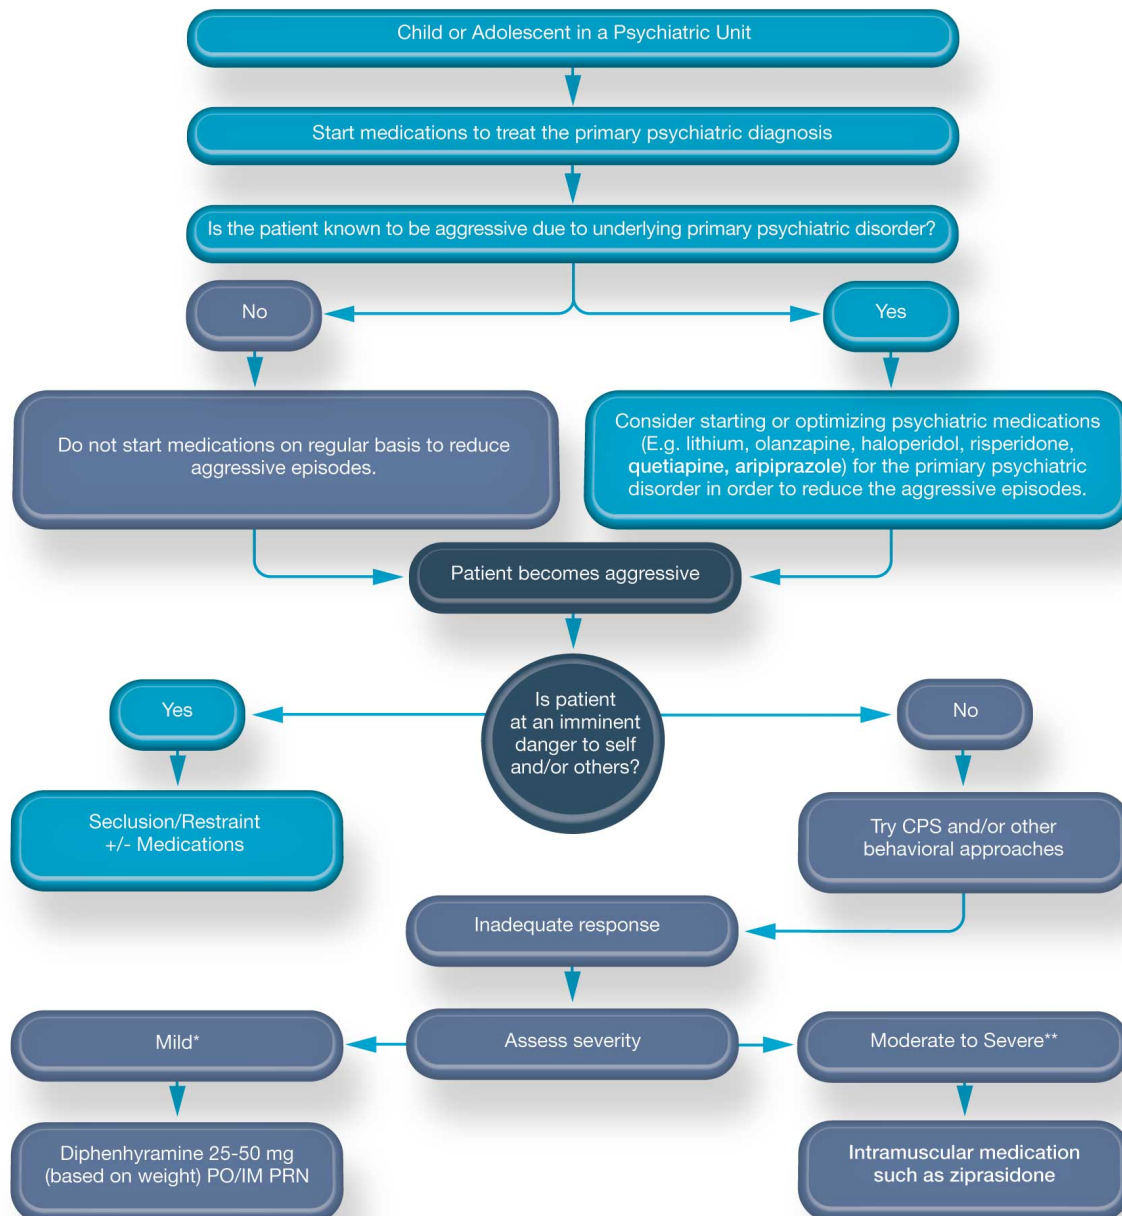 Child or Adolescent in a Psychiatric Unit
Start medications to treat the primary psychiatric diagnosis
Is the patient known to be aggressive due to underlying primary psychiatric disorder?
No
Yes
Do not start medications on regular basis to reduce
aggressive episodes.
Consider starting or optimizing psychiatric medications
(E.g. lithium, olanzapine, haloperidol, risperidone,
quetiapine, aripiprazole) for the primiary psychiatric
disorder in order to reduce the aggressive episodes.
Patient becomes aggressive
Is patient
at an imminent
danger to self
and/or others?
Yes
No
Seclusion/Restraint
+/- Medications
Try CPS and/or other
behavioral approaches
Inadequate response
Assess severity
Mild*
Moderate to Severe**
Diphenhyramine 25-50 mg
(based on weight) PO/IM PRN
Intramuscular medication
such as ziprasidone